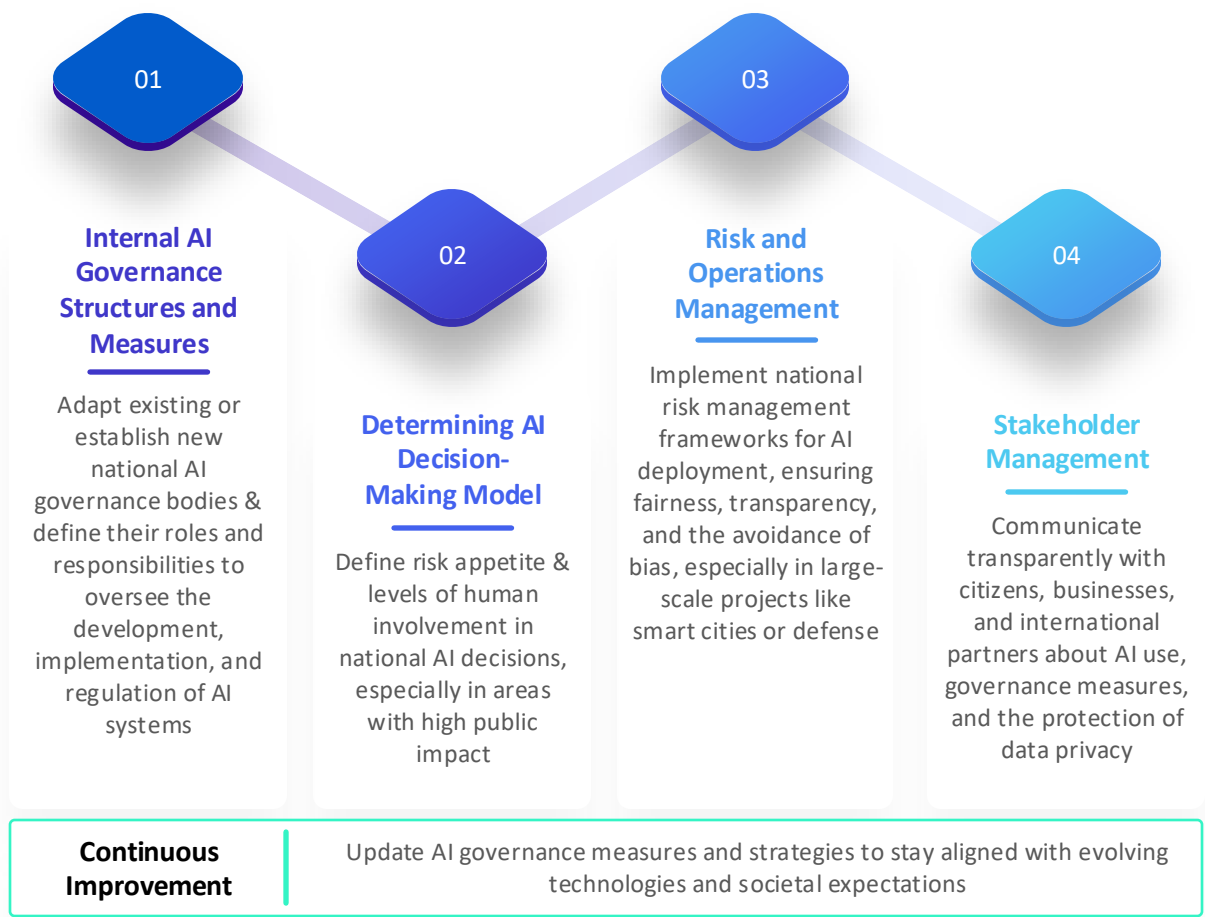 01
Internal AI
Governance
Structures and
Measures
Adapt existing or
establish new
national AI
governance bodies &
define their roles and
responsibilities to
oversee the
development,
implementation, and
regulation of AI
systems
02
Determining AI
Decision-
Making Model
Define risk appetite &
levels of human
involvement in
national AI decisions,
especially in areas
with high public
impact
03
Risk and
Operations
Management
Implement national
risk management
frameworks for AI
deployment, ensuring
fairness, transparency,
and the avoidance of
bias, especially in large-
scale projects like
smart cities or defense
04
Stakeholder
Management
Communicate
transparently with
citizens, businesses,
and international
partners about AI use,
governance measures,
and the protection of
data privacy
Continuous
Improvement
Update AI governance measures and strategies to stay aligned with evolving
technologies and societal expectations